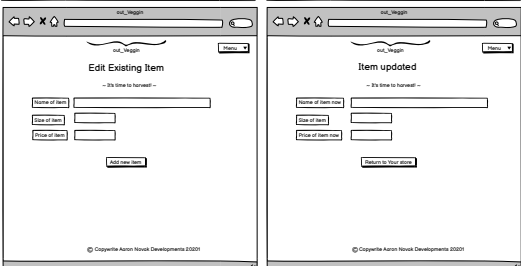 out_Veggin
out_Veggin
Menu
Edit Existing Item
~ It's time to harvest! ~
Name of item
Size of item
Price of item
Add new item
© Copywrite Aaron Novak Developments 20201
out_Veggin
out_Veggin
Menu
Item updated
~ It's time to harvest! ~
Name of item now
Size of item
Price of item now
Return to Your store
© Copywrite Aaron Novak Developments 20201